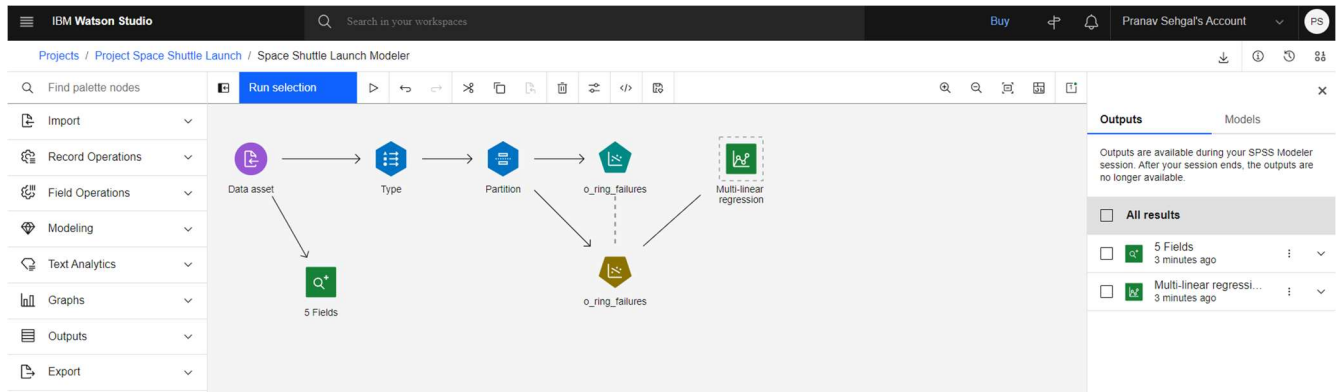 IBM Watson Studio
Search in your workspaces
Buy
Pranav Sehgal's Account
PS
Projects / Project Space Shuttle Launch / Space Shuttle Launch Modeler
Find palette nodes
Run selection
Import
Record Operations
Field Operations
Modeling
Text Analytics
Graphs
Outputs
Export
Data asset
Type
Partition
o_ring_failures
Multi-linear
regression
5 Fields
o_ring_failures
Outputs
Models
Outputs are available during your SPSS Modeler
session. After your session ends, the outputs are
no longer available.
All results
5 Fields
3 minutes ago
Multi-linear regressi...
3 minutes ago